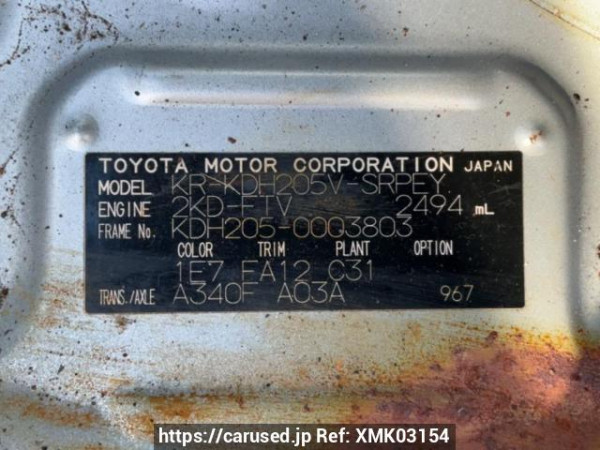 TOYOTA MOTOR CORPORATION JAPAN
MODEL KR-KDH205V-SRPEY
ENGINE 2KD-FTV 2494 mL
FRAME No. KDH205-0003803
COLOR TRIM PLANT OPTION
1E7 FA12 C31
TRANS./AXLE A340F A03A 967
https://carused.jp Ref: XMK03154